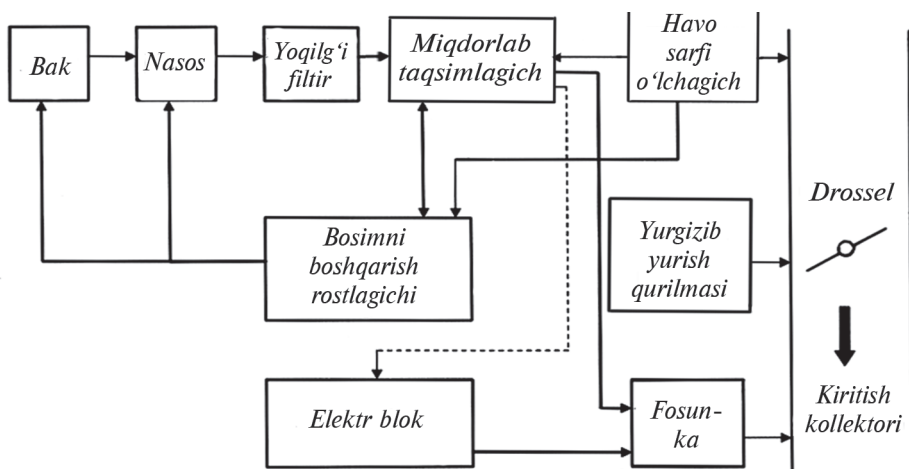 Bak
Nasos
Yoqilg‘i
filtir
Miqdorlab
taqsimlagich
Havo
sarfi
o‘lchagich
Drossel
Bosimni
boshqarish
rostlagichi
Yurgizib
yurish
qurilmasi
Elektr blok
Fosun-
ka
Kiritish
kollektori